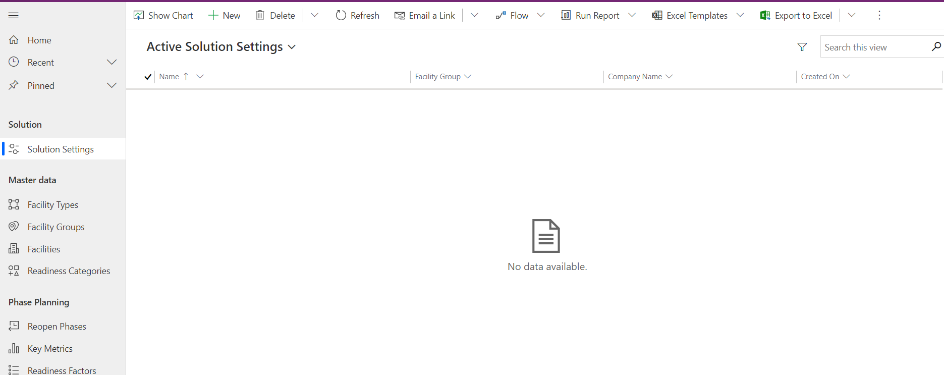 Show Chart New Delete Refresh Email a Link Flow Run Report Excel Templates Export to Excel
Home
Recent
Pinned
Solution
Solution Settings
Master data
Facility Types
Facility Groups
Facilities
Readiness Categories
Phase Planning
Reopen Phases
Key Metrics
Readiness Factors
Active Solution Settings
Search this view
Name Facility Group Company Name Created On
No data available.